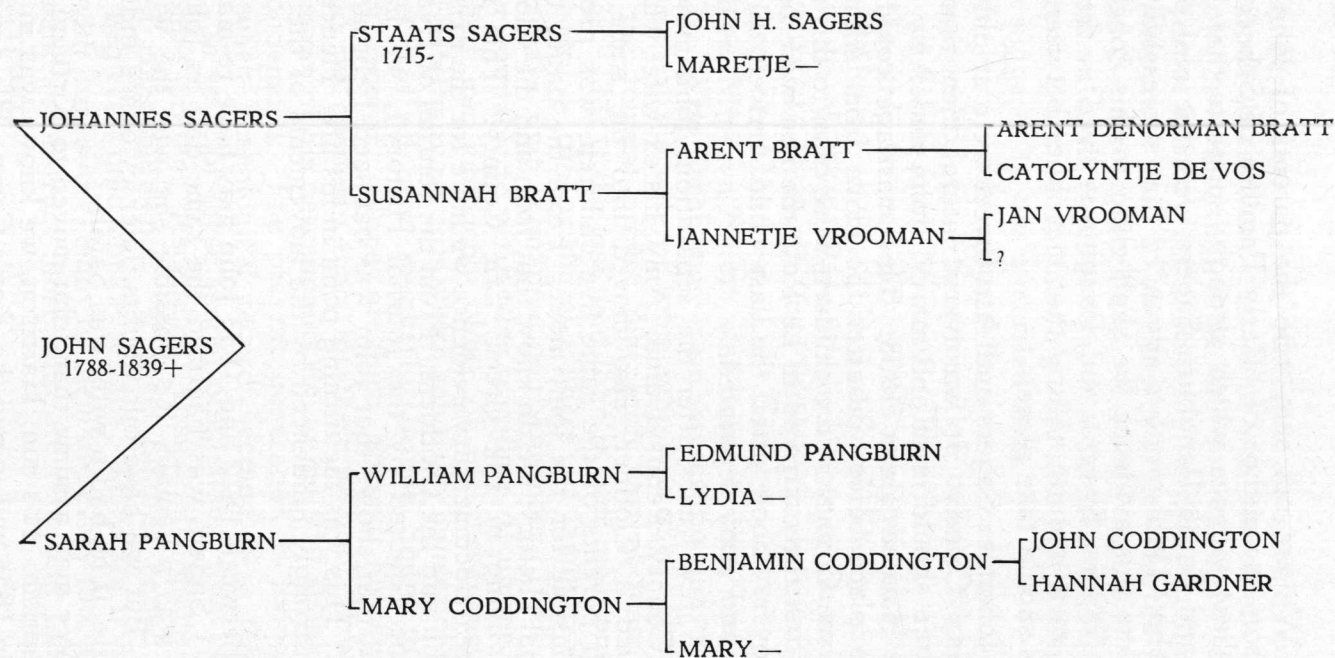 JOHN H. SAGERS
STAATS SAGERS
1715-
MARETJE —
JOHANNES SAGERS
ARENT DENORMAN BRATT
ARENT BRATT
CATOLYNTJE DE VOS
SUSANNAH BRATT
JAN VROOMAN
JANNETJE VROOMAN
?
JOHN SAGERS
1788-1839+
EDMUND PANGBURN
WILLIAM PANGBURN
LYDIA —
SARAH PANGBURN
JOHN CODDINGTON
BENJAMIN CODDINGTON
HANNAH GARDNER
MARY CODDINGTON
MARY —